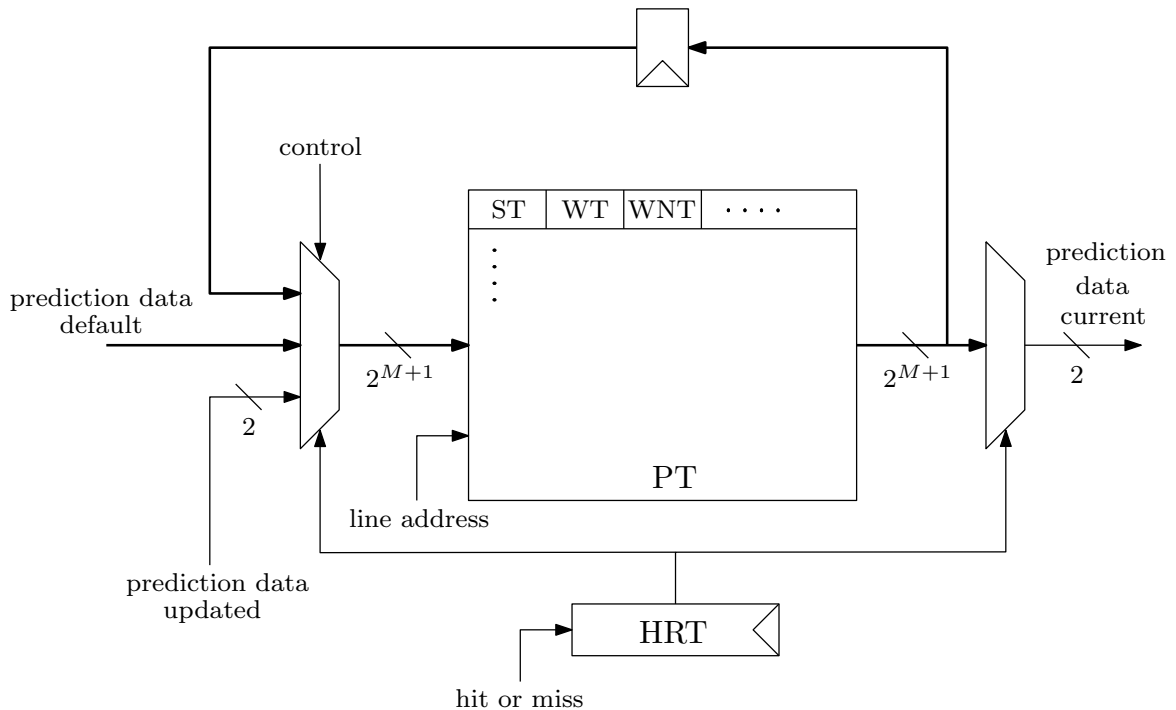 control
ST WT WNT · · · ·
prediction data
default
prediction
data
current
2^{M+1}
2^{M+1}
2
2
PT
line address
prediction data
updated
HRT
hit or miss